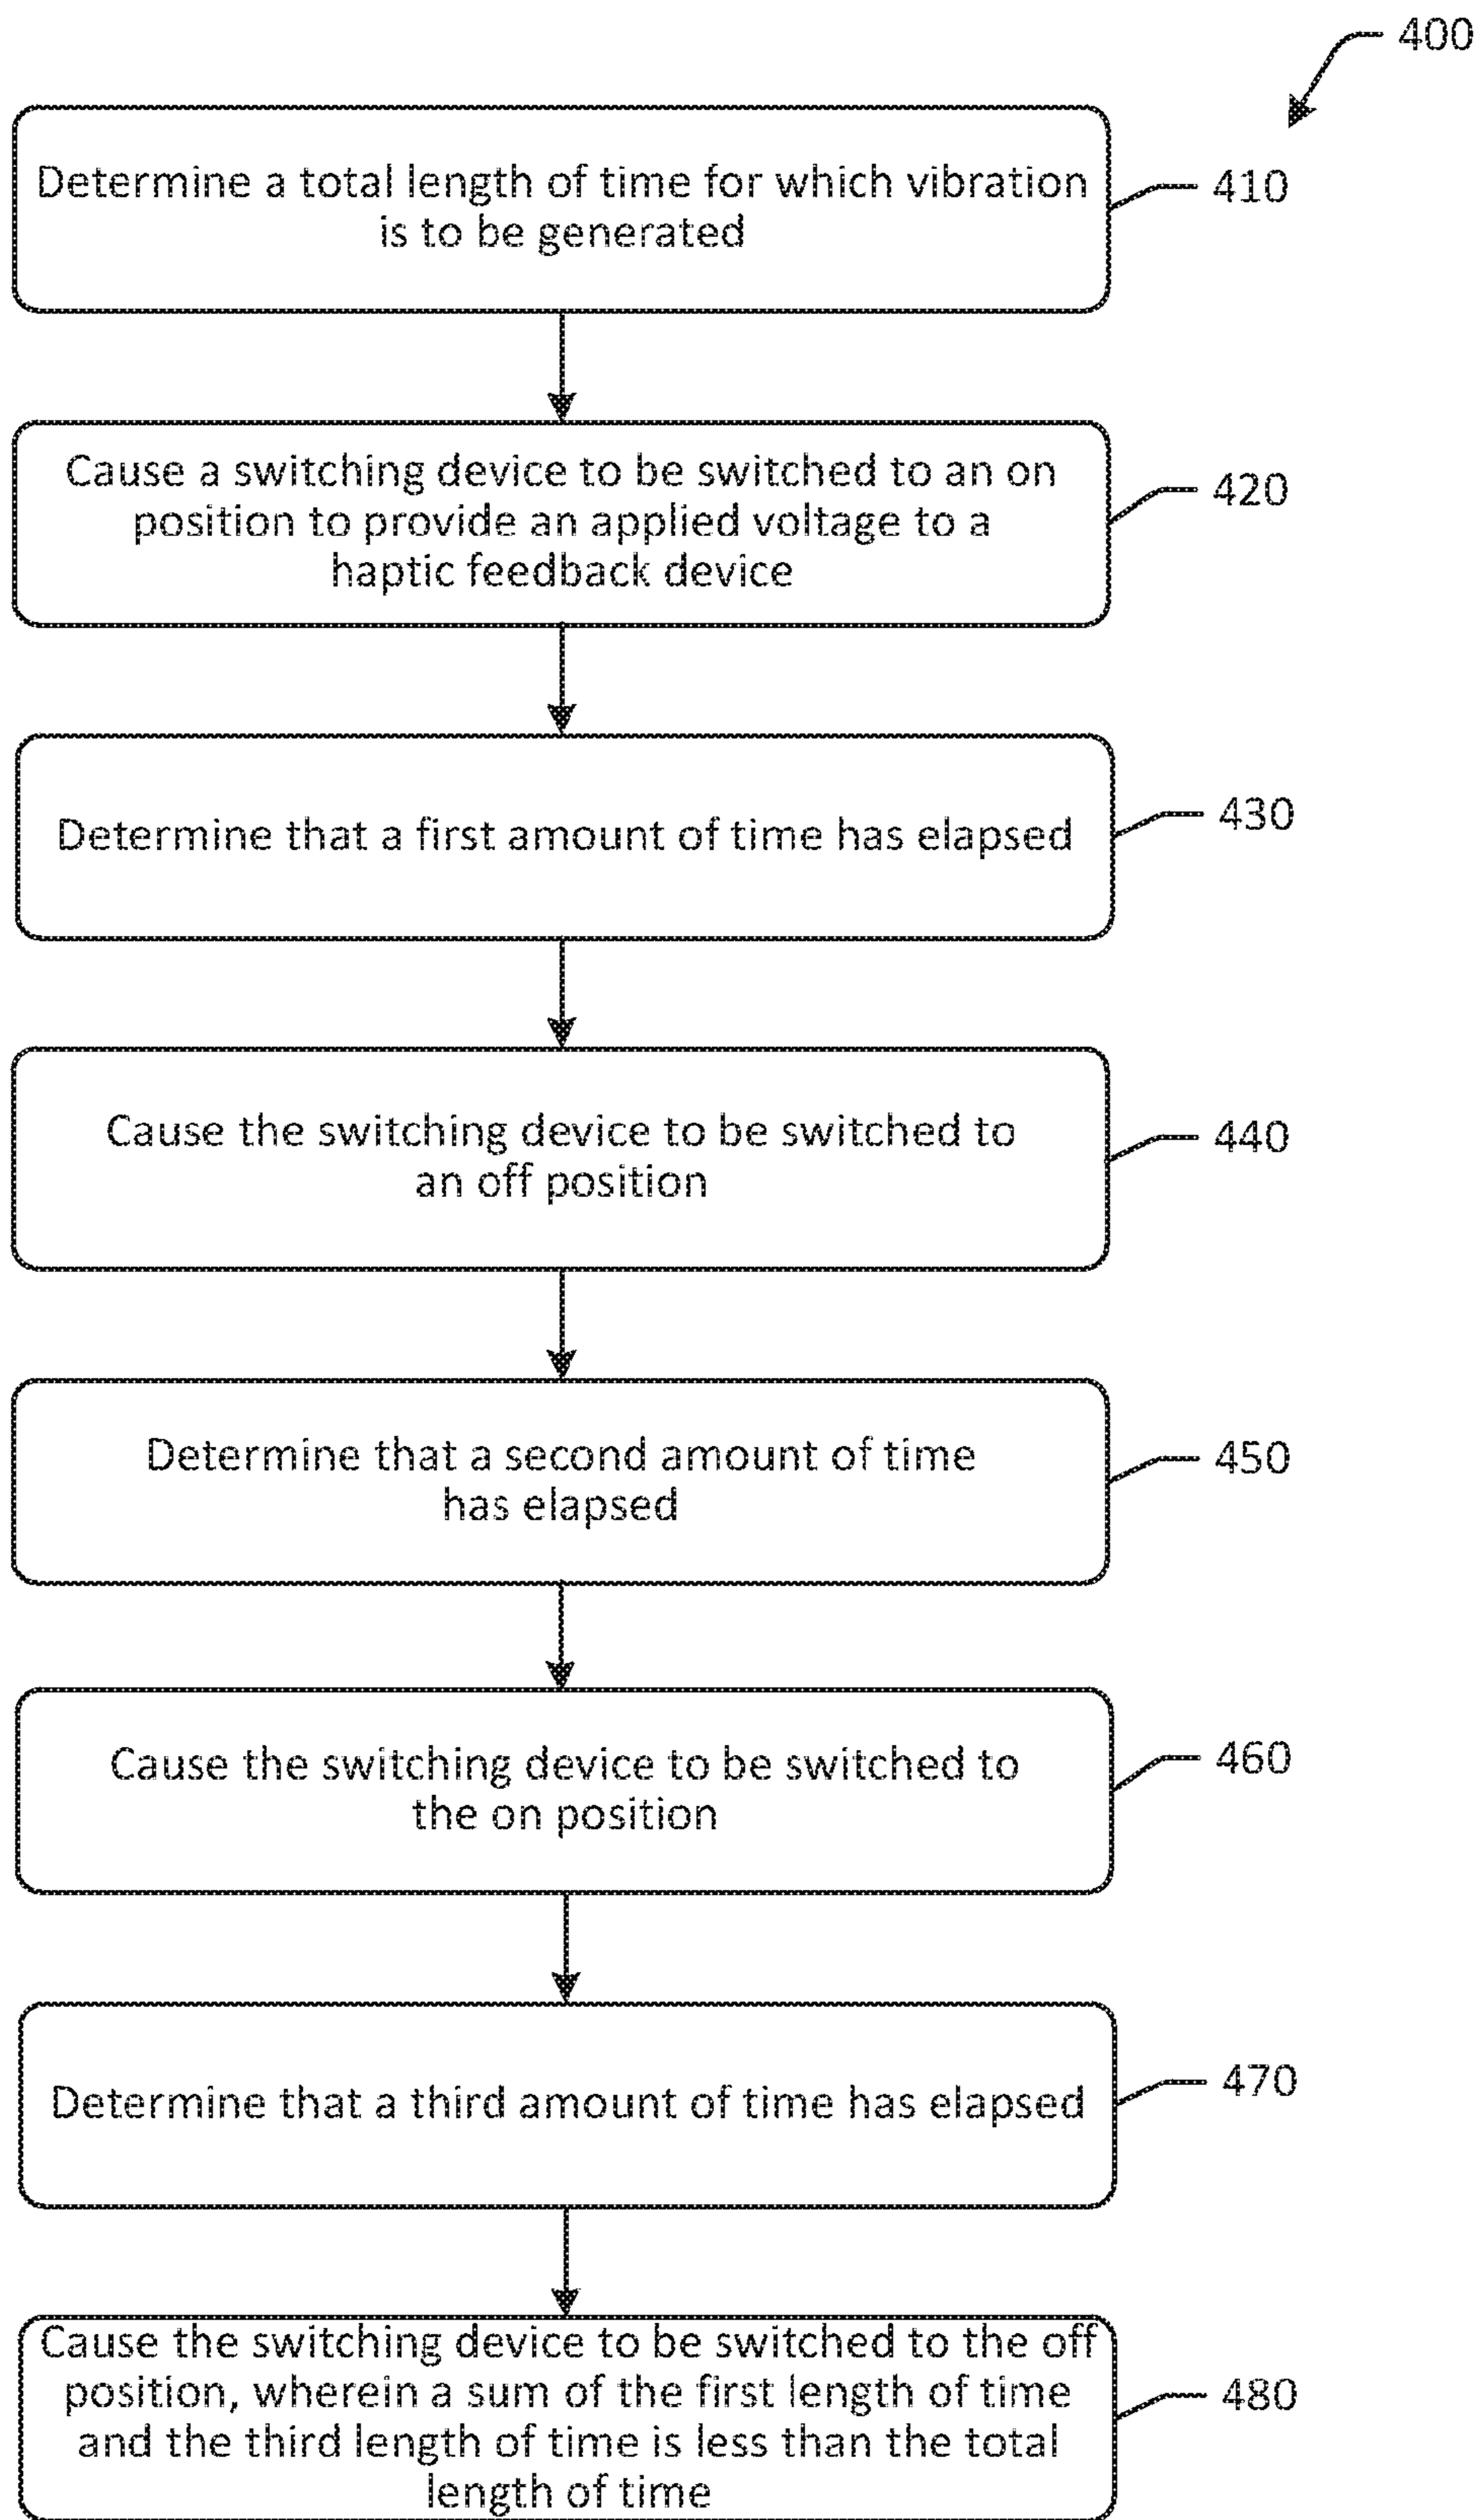 400
Determine a total length of time for which vibration
is to be generated
410
Cause a switching device to be switched to an on
position to provide an applied voltage to a
haptic feedback device
420
Determine that a first amount of time has elapsed
430
Cause the switching device to be switched to
an off position
440
Determine that a second amount of time
has elapsed
450
Cause the switching device to be switched to
the on position
460
Determine that a third amount of time has elapsed
470
Cause the switching device to be switched to the off
position, wherein a sum of the first length of time
and the third length of time is less than the total
length of time
480